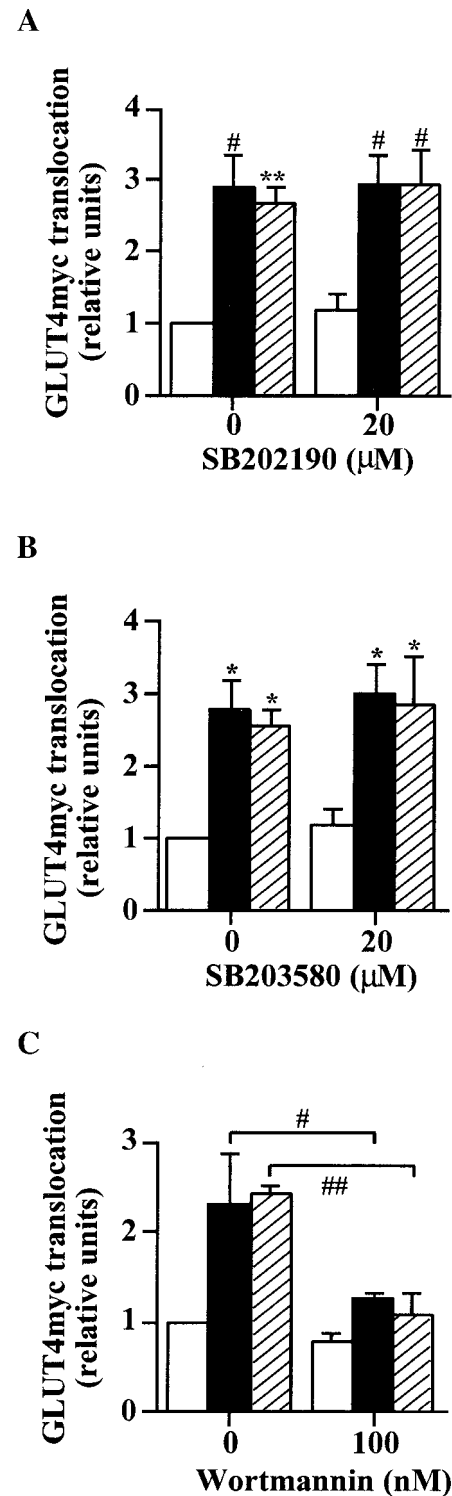 A
GLUT4myc translocation
(relative units)
4
3
2
1
0
# ** # #
0 20
SB202190 (μM)
B
GLUT4myc translocation
(relative units)
4
3
2
1
0
* * * *
0 20
SB203580 (μM)
C
GLUT4myc translocation
(relative units)
3
2
1
0
#
##
0 100
Wortmannin (nM)